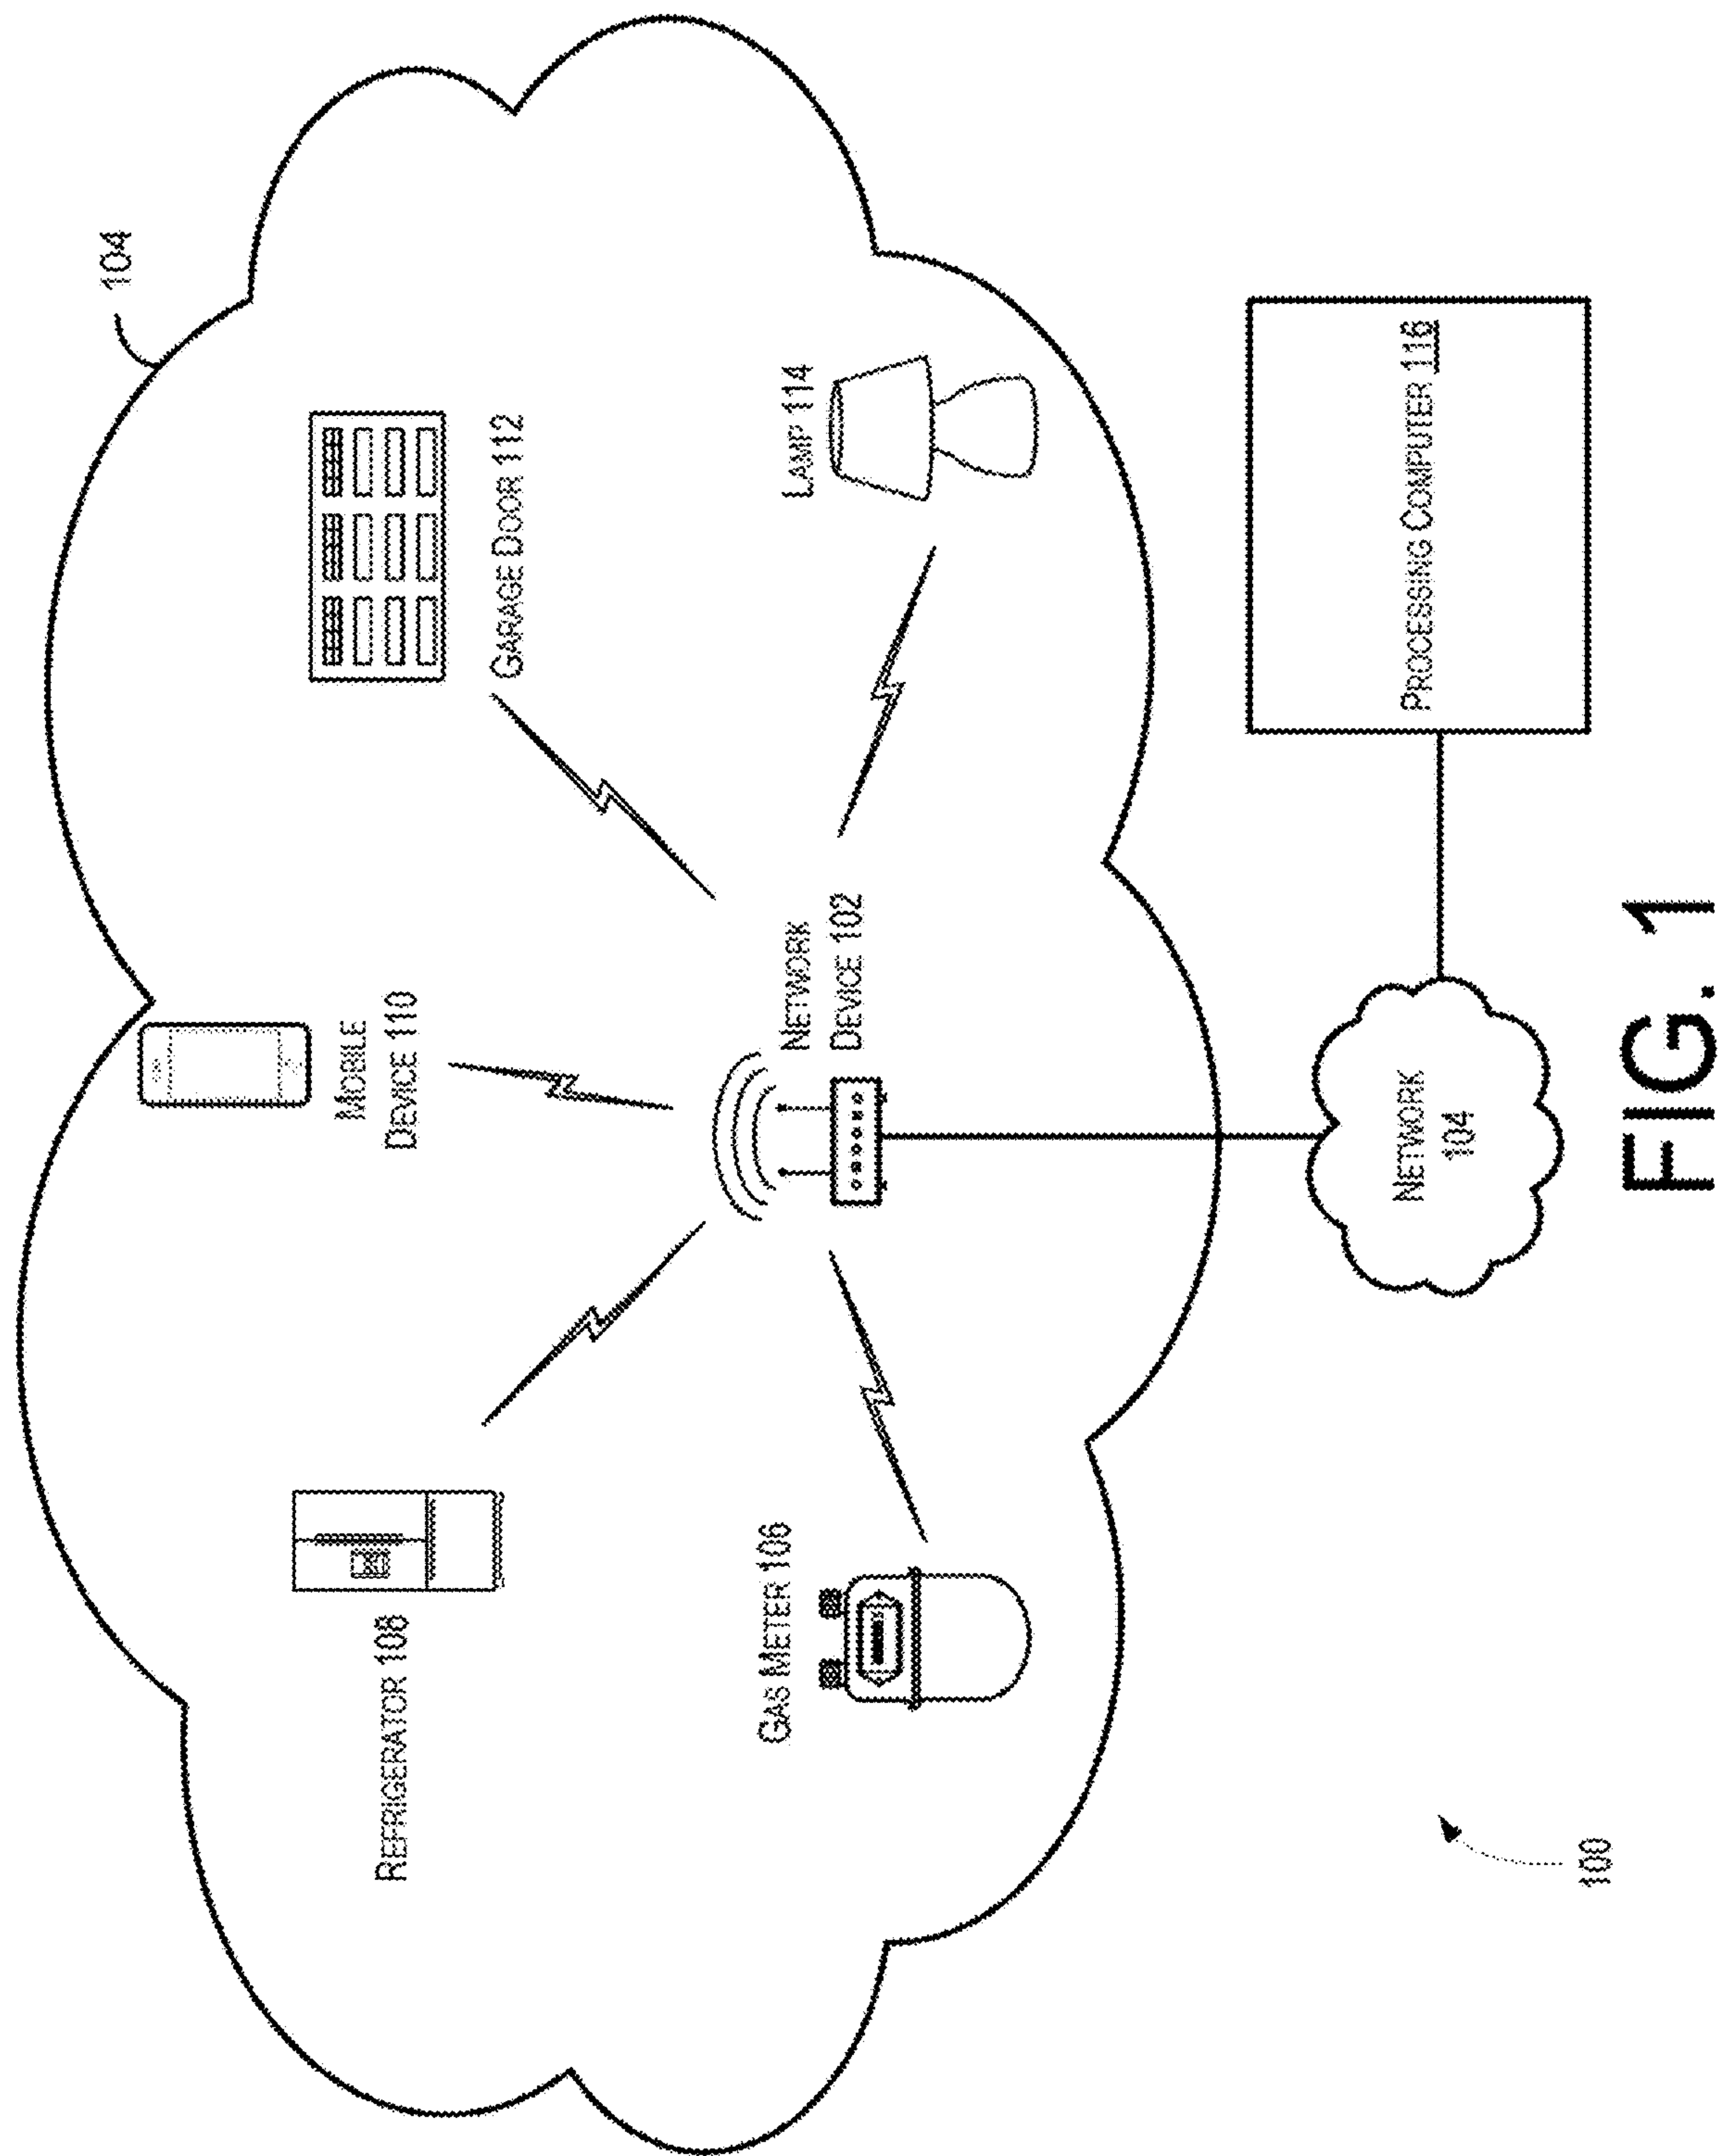 104
MOBILE
DEVICE 110
REFRIGERATOR 108
GARAGE DOOR 112
GAS METER 106
NETWORK
DEVICE 102
LAMP 114
100
NETWORK
104
PROCESSING COMPUTER 116
FIG. 1